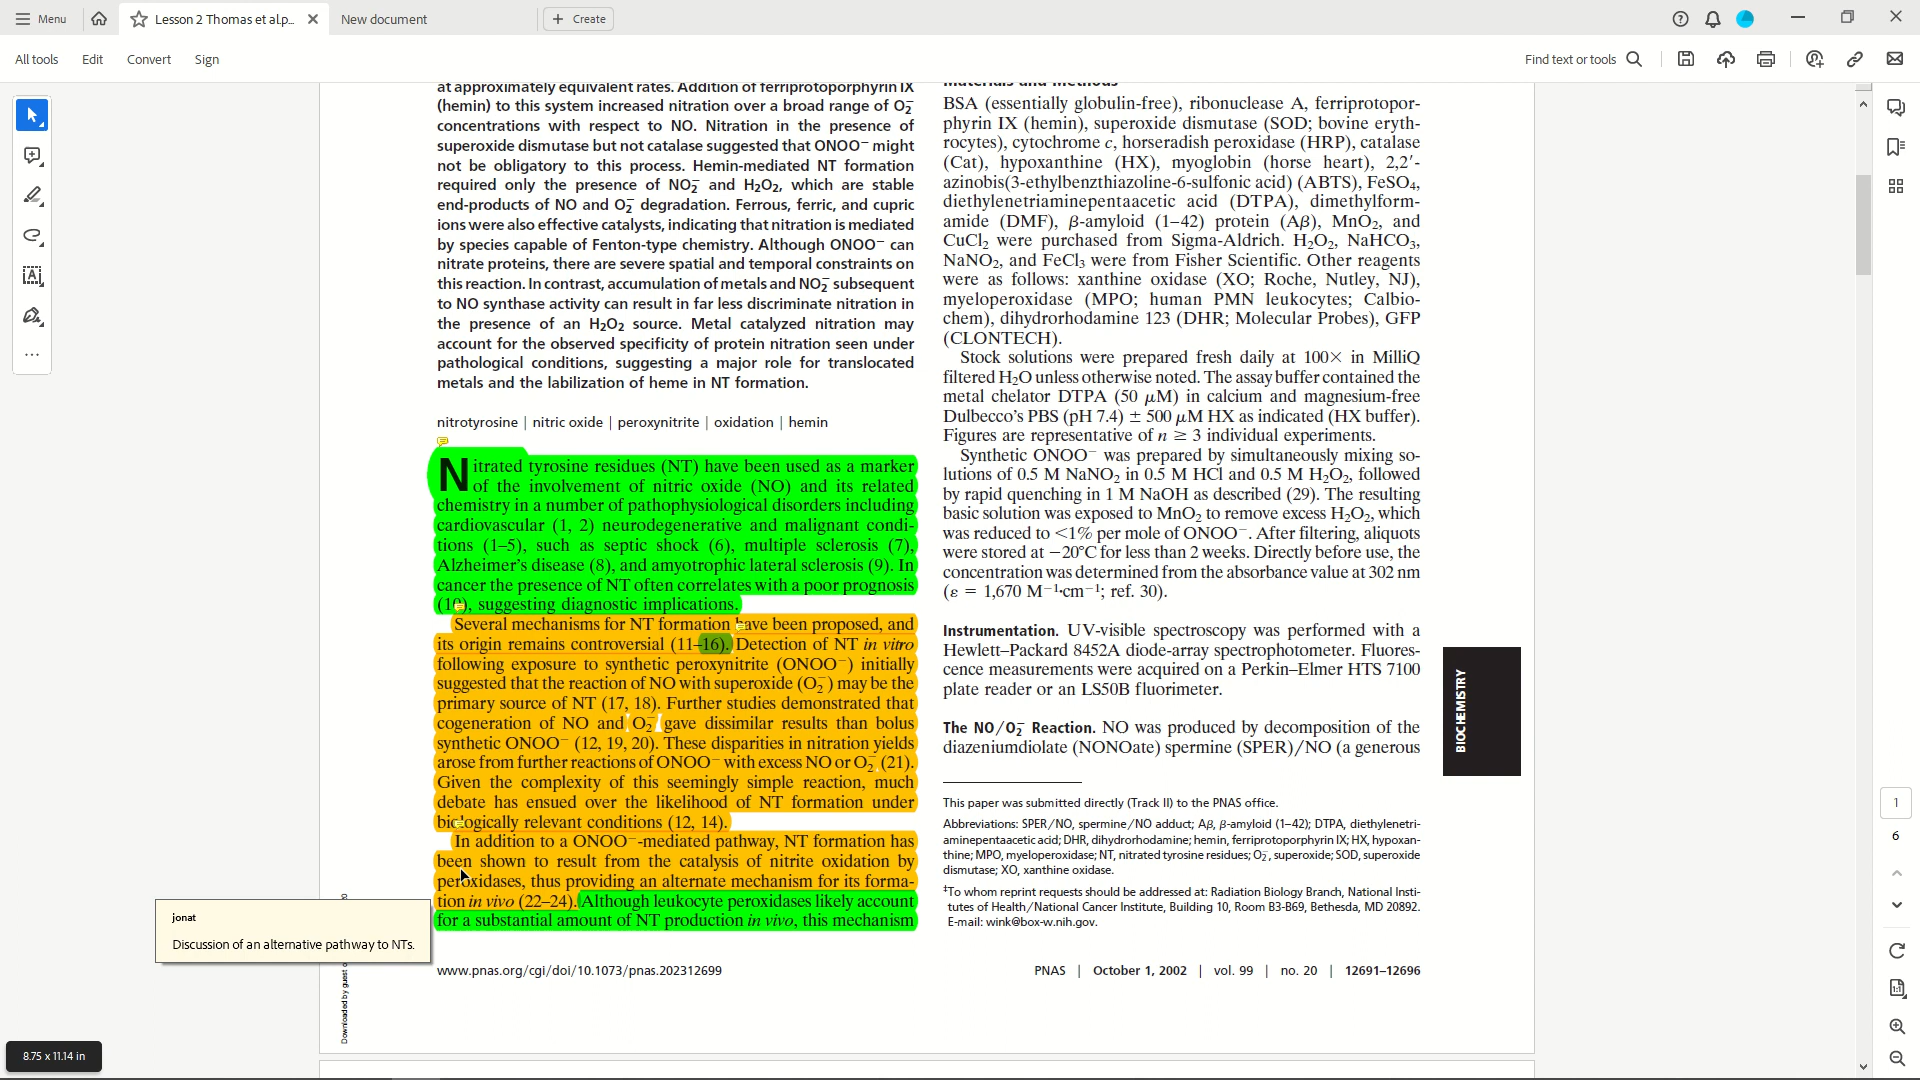 Menu
Lesson 2 Thomas et al.p...
New document
Create
All tools
Edit
Convert
Sign
Find text or tools
at approximately equivalent rates. Addition of ferriprotoporphyrin IX
(hemin) to this system increased nitration over a broad range of O₂⁻
concentrations with respect to NO. Nitration in the presence of
superoxide dismutase but not catalase suggested that ONOO⁻ might
not be obligatory to this process. Hemin-mediated NT formation
required only the presence of NO₂⁻ and H₂O₂, which are stable
end-products of NO and O₂⁻ degradation. Ferrous, ferric, and cupric
ions were also effective catalysts, indicating that nitration is mediated
by species capable of Fenton-type chemistry. Although ONOO⁻ can
nitrate proteins, there are severe spatial and temporal constraints on
this reaction. In contrast, accumulation of metals and NO₂⁻ subsequent
to NO synthase activity can result in far less discriminate nitration in
the presence of an H₂O₂ source. Metal catalyzed nitration may
account for the observed specificity of protein nitration seen under
pathological conditions, suggesting a major role for translocated
metals and the labilization of heme in NT formation.
nitrotyrosine | nitric oxide | peroxynitrite | oxidation | hemin
Nitrated tyrosine residues (NT) have been used as a marker
of the involvement of nitric oxide (NO) and its related
chemistry in a number of pathophysiological disorders including
cardiovascular (1, 2) neurodegenerative and malignant condi-
tions (1–5), such as septic shock (6), multiple sclerosis (7),
Alzheimer's disease (8), and amyotrophic lateral sclerosis (9). In
cancer the presence of NT often correlates with a poor prognosis
(10), suggesting diagnostic implications.
Several mechanisms for NT formation have been proposed, and
its origin remains controversial (11–16). Detection of NT in vitro
following exposure to synthetic peroxynitrite (ONOO⁻) initially
suggested that the reaction of NO with superoxide (O₂⁻) may be the
primary source of NT (17, 18). Further studies demonstrated that
cogeneration of NO and O₂⁻ gave dissimilar results than bolus
synthetic ONOO⁻ (12, 19, 20). These disparities in nitration yields
arose from further reactions of ONOO⁻ with excess NO or O₂⁻ (21).
Given the complexity of this seemingly simple reaction, much
debate has ensued over the likelihood of NT formation under
biologically relevant conditions (12, 14).
In addition to a ONOO⁻-mediated pathway, NT formation has
been shown to result from the catalysis of nitrite oxidation by
peroxidases, thus providing an alternate mechanism for its forma-
tion in vivo (22–24). Although leukocyte peroxidases likely account
for a substantial amount of NT production in vivo, this mechanism
Materials and Methods
BSA (essentially globulin-free), ribonuclease A, ferriprotopor-
phyrin IX (hemin), superoxide dismutase (SOD; bovine eryth-
rocytes), cytochrome c, horseradish peroxidase (HRP), catalase
(Cat), hypoxanthine (HX), myoglobin (horse heart), 2,2′-
azinobis(3-ethylbenzthiazoline-6-sulfonic acid) (ABTS), FeSO₄,
diethylenetriaminepentaacetic acid (DTPA), dimethylform-
amide (DMF), β-amyloid (1–42) protein (Aβ), MnO₂, and
CuCl₂ were purchased from Sigma-Aldrich. H₂O₂, NaHCO₃,
NaNO₂, and FeCl₃ were from Fisher Scientific. Other reagents
were as follows: xanthine oxidase (XO; Roche, Nutley, NJ),
myeloperoxidase (MPO; human PMN leukocytes; Calbio-
chem), dihydrorhodamine 123 (DHR; Molecular Probes), GFP
(CLONTECH).
Stock solutions were prepared fresh daily at 100× in MilliQ
filtered H₂O unless otherwise noted. The assay buffer contained the
metal chelator DTPA (50 μM) in calcium and magnesium-free
Dulbecco's PBS (pH 7.4) ± 500 μM HX as indicated (HX buffer).
Figures are representative of n ≥ 3 individual experiments.
Synthetic ONOO⁻ was prepared by simultaneously mixing so-
lutions of 0.5 M NaNO₂ in 0.5 M HCl and 0.5 M H₂O₂, followed
by rapid quenching in 1 M NaOH as described (29). The resulting
basic solution was exposed to MnO₂ to remove excess H₂O₂, which
was reduced to <1% per mole of ONOO⁻. After filtering, aliquots
were stored at −20°C for less than 2 weeks. Directly before use, the
concentration was determined from the absorbance value at 302 nm
(ε = 1,670 M⁻¹·cm⁻¹; ref. 30).
Instrumentation. UV-visible spectroscopy was performed with a
Hewlett–Packard 8452A diode-array spectrophotometer. Fluores-
cence measurements were acquired on a Perkin–Elmer HTS 7100
plate reader or an LS50B fluorimeter.
The NO/O₂⁻ Reaction. NO was produced by decomposition of the
diazeniumdiolate (NONOate) spermine (SPER)/NO (a generous
This paper was submitted directly (Track II) to the PNAS office.
Abbreviations: SPER/NO, spermine/NO adduct; Aβ, β-amyloid (1–42); DTPA, diethylenetri-
aminepentaacetic acid; DHR, dihydrorhodamine; hemin, ferriprotoporphyrin IX; HX, hypoxan-
thine; MPO, myeloperoxidase; NT, nitrated tyrosine residues; O₂⁻, superoxide; SOD, superoxide
dismutase; XO, xanthine oxidase.
‡To whom reprint requests should be addressed at: Radiation Biology Branch, National Insti-
tutes of Health/National Cancer Institute, Building 10, Room B3-B69, Bethesda, MD 20892.
E-mail: wink@box-w.nih.gov.
BIOCHEMISTRY
jonat
Discussion of an alternative pathway to NTs.
Downloaded by guest
www.pnas.org/cgi/doi/10.1073/pnas.202312699
PNAS | October 1, 2002 | vol. 99 | no. 20 | 12691–12696
1
6
8.75 x 11.14 in